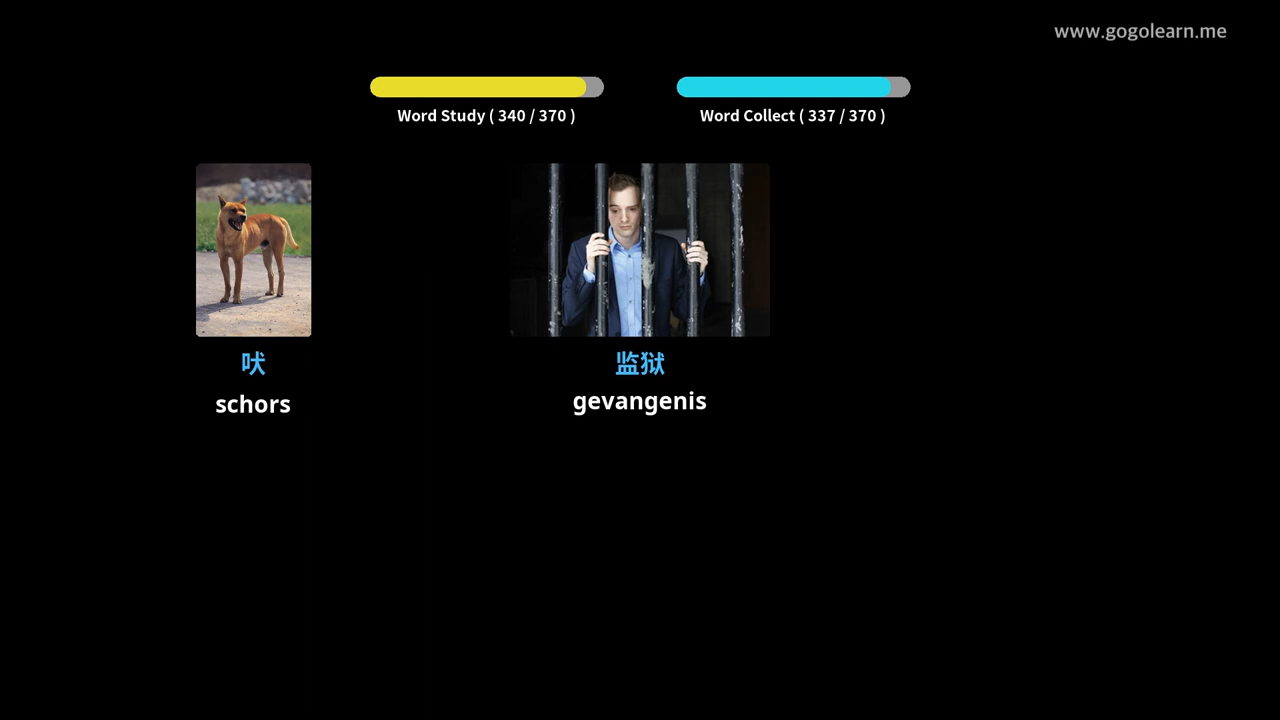 www.gogolearn.me
Word Study ( 340 / 370 )
Word Collect ( 337 / 370 )
吠
监狱
schors
gevangenis